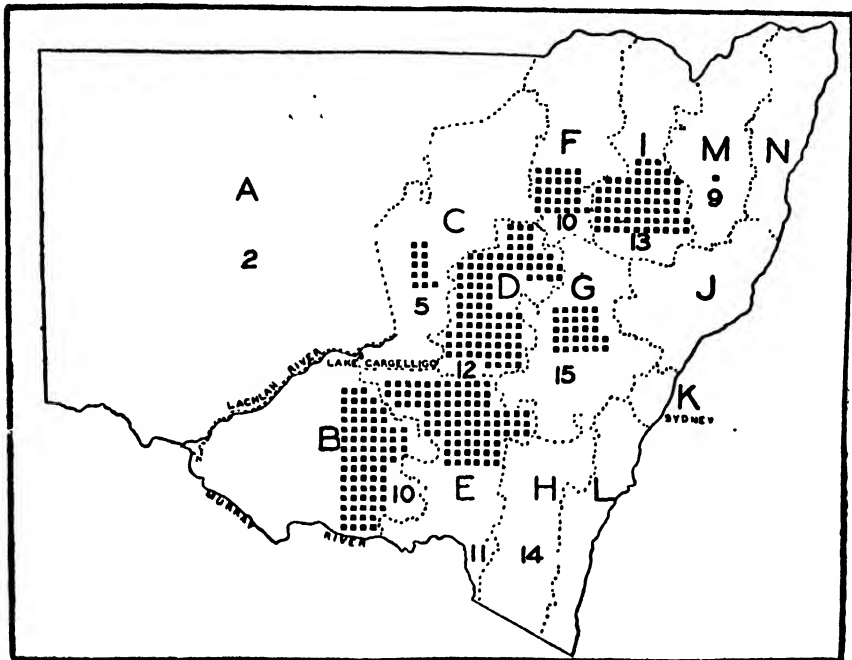 F I M N
A
9
C
10
13
2
D G J
5
LAKE CARGELLIGO
12
15
LACHLAN RIVER
K
SYDNEY
B
10 E H L
MURRAY
RIVER
11 14